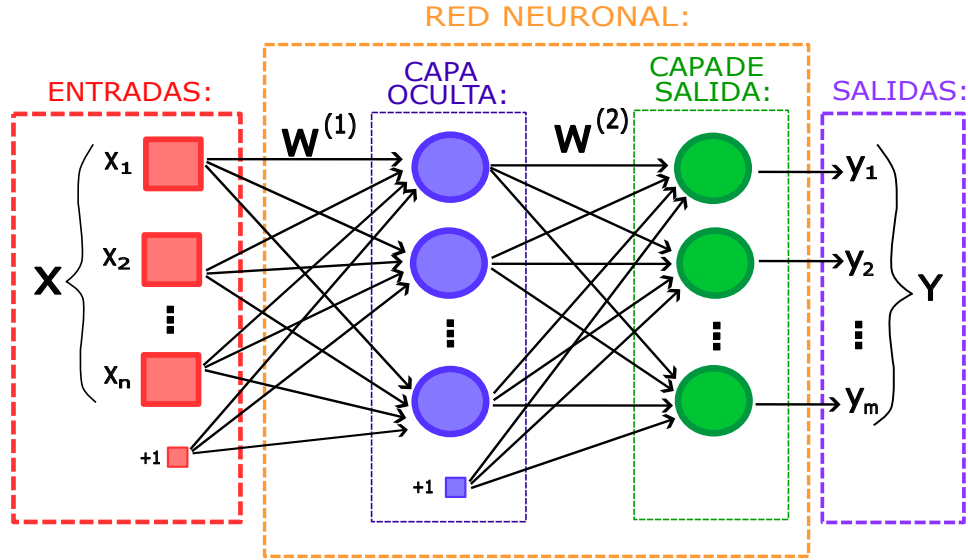 RED NEURONAL:
ENTRADAS:
CAPA
OCULTA:
CAPADE
SALIDA:
SALIDAS:
W(1)
W(2)
X1
X2
Xn
X
+1
+1
y1
y2
ym
Y